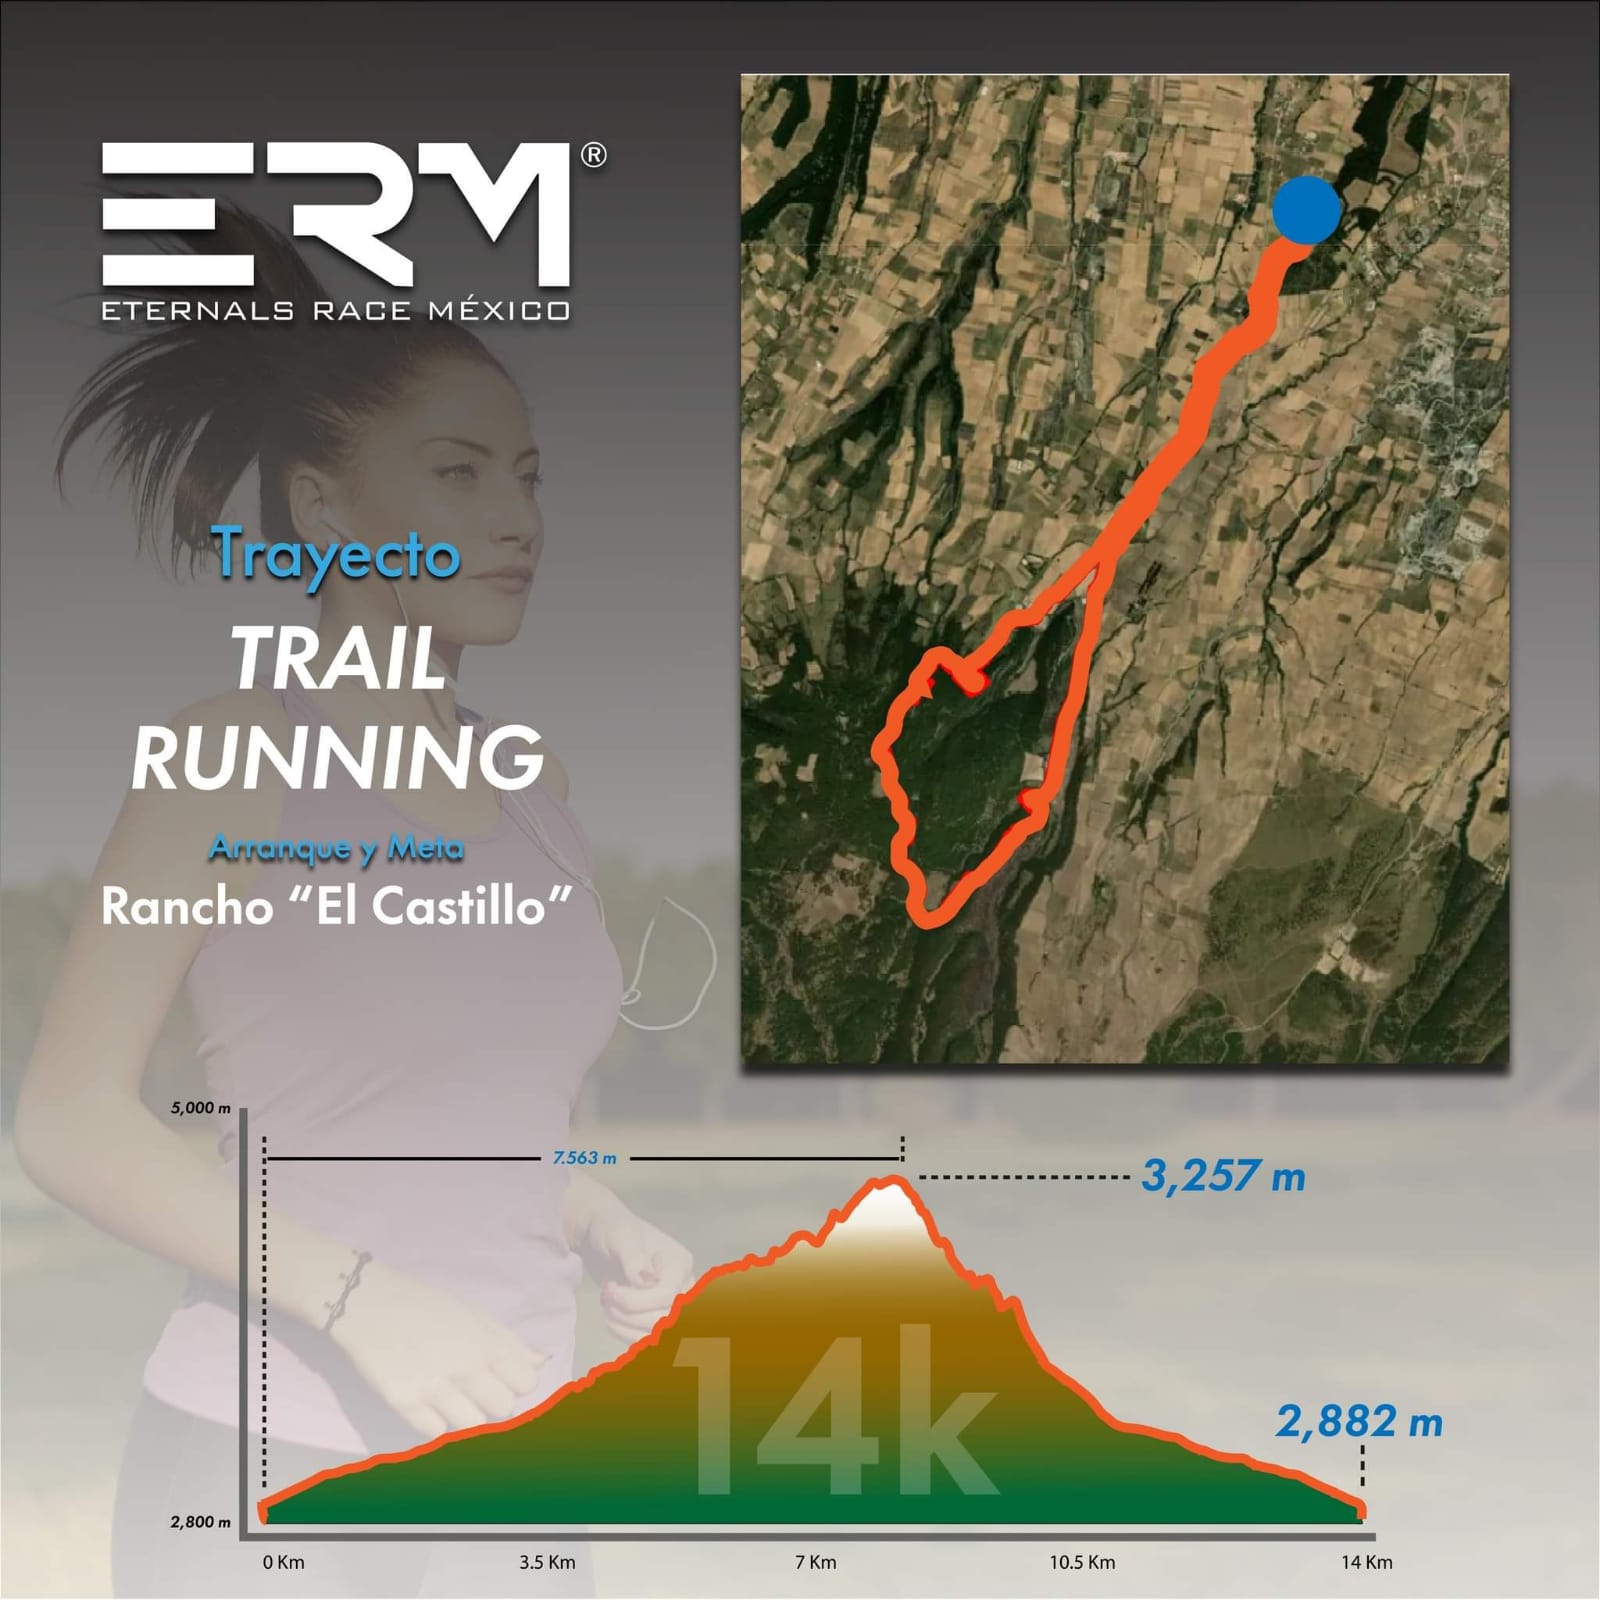 ERM®
ETERNALS RACE MÉXICO
Trayecto
TRAIL
RUNNING
Arranque y Meta
Rancho “El Castillo”
5,000 m
7.563 m
3,257 m
14k
2,882 m
2,800 m
0 Km
3.5 Km
7 Km
10.5 Km
14 Km